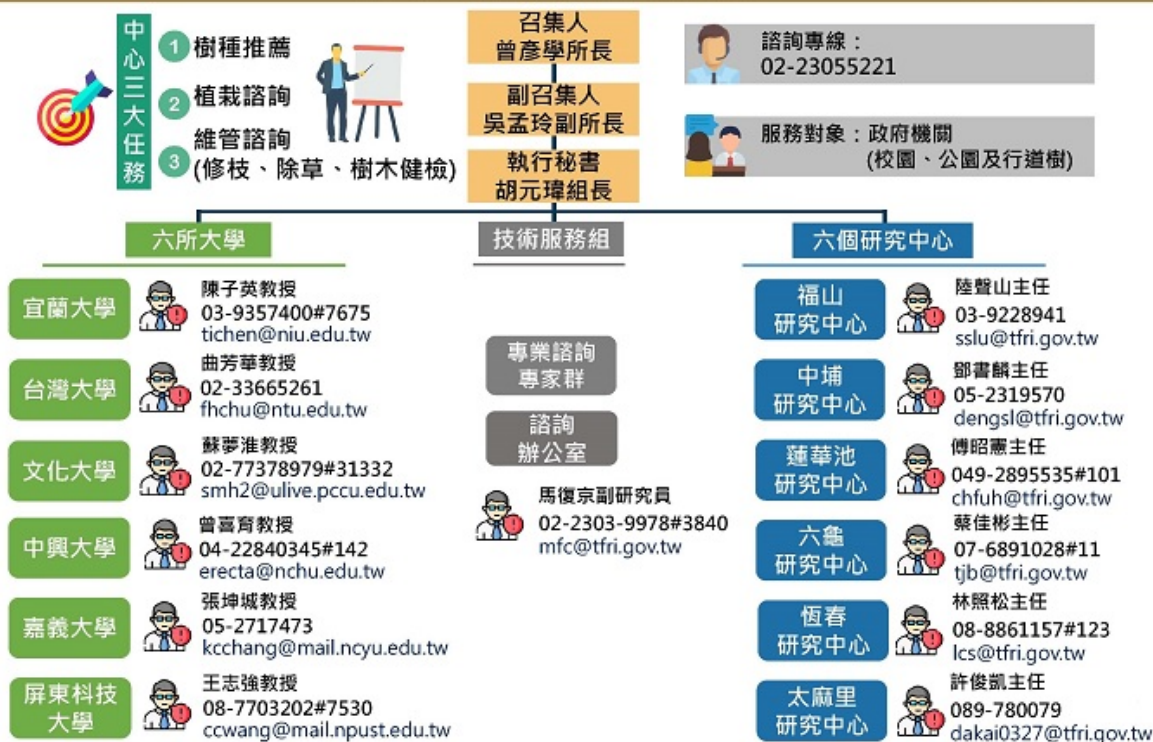 中心三大任務
1 樹種推薦
2 植栽諮詢
3 維管諮詢
(修枝、除草、樹木健檢)
召集人
曾彥學所長
副召集人
吳孟玲副所長
執行秘書
胡元瑋組長
諮詢專線：
02-23055221
服務對象：政府機關
(校園、公園及行道樹)
六所大學
宜蘭大學
陳子英教授
03-9357400#7675
tichen@niu.edu.tw
台灣大學
曲芳華教授
02-33665261
fhchu@ntu.edu.tw
文化大學
蘇夢淮教授
02-77378979#31332
smh2@ulive.pccu.edu.tw
中興大學
曾喜育教授
04-22840345#142
erecta@nchu.edu.tw
嘉義大學
張坤城教授
05-2717473
kcchang@mail.ncyu.edu.tw
屏東科技
大學
王志強教授
08-7703202#7530
ccwang@mail.npust.edu.tw
技術服務組
專業諮詢
專家群
諮詢
辦公室
馬復京副研究員
02-2303-9978#3840
mfc@tfri.gov.tw
六個研究中心
福山
研究中心
陸聲山主任
03-9228941
sslu@tfri.gov.tw
中埔
研究中心
鄧書麟主任
05-2319570
dengsl@tfri.gov.tw
蓮華池
研究中心
傅昭憲主任
049-2895535#101
chfuh@tfri.gov.tw
六龜
研究中心
蔡佳彬主任
07-6891028#11
tjb@tfri.gov.tw
恆春
研究中心
林照松主任
08-8861157#123
lcs@tfri.gov.tw
太麻里
研究中心
許俊凱主任
089-780079
dakai0327@tfri.gov.tw